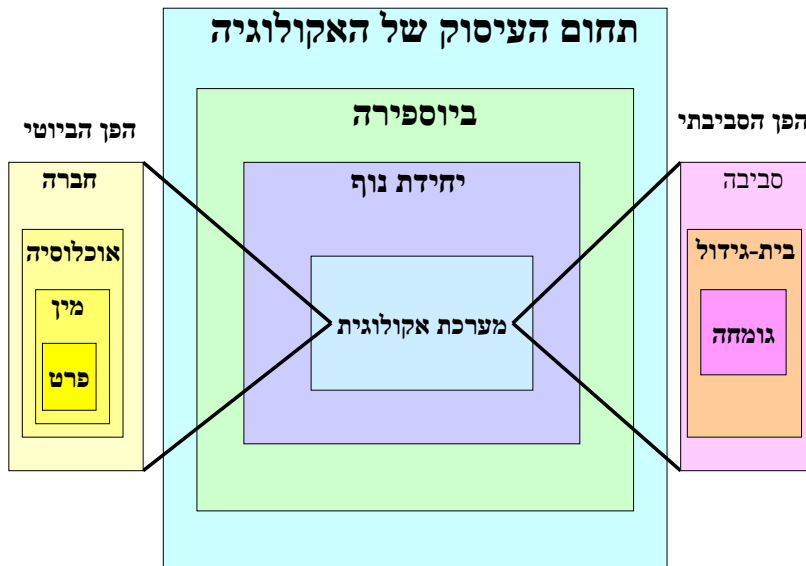 תחום העיסוק של האקולוגיה
ביוספירה
יחידת נוף
מערכת אקולוגית
הפן הסביבתי
סביבה
בית-גידול
גומחה
הפן הביוטי
חברה
אוכלוסיה
מין
פרט